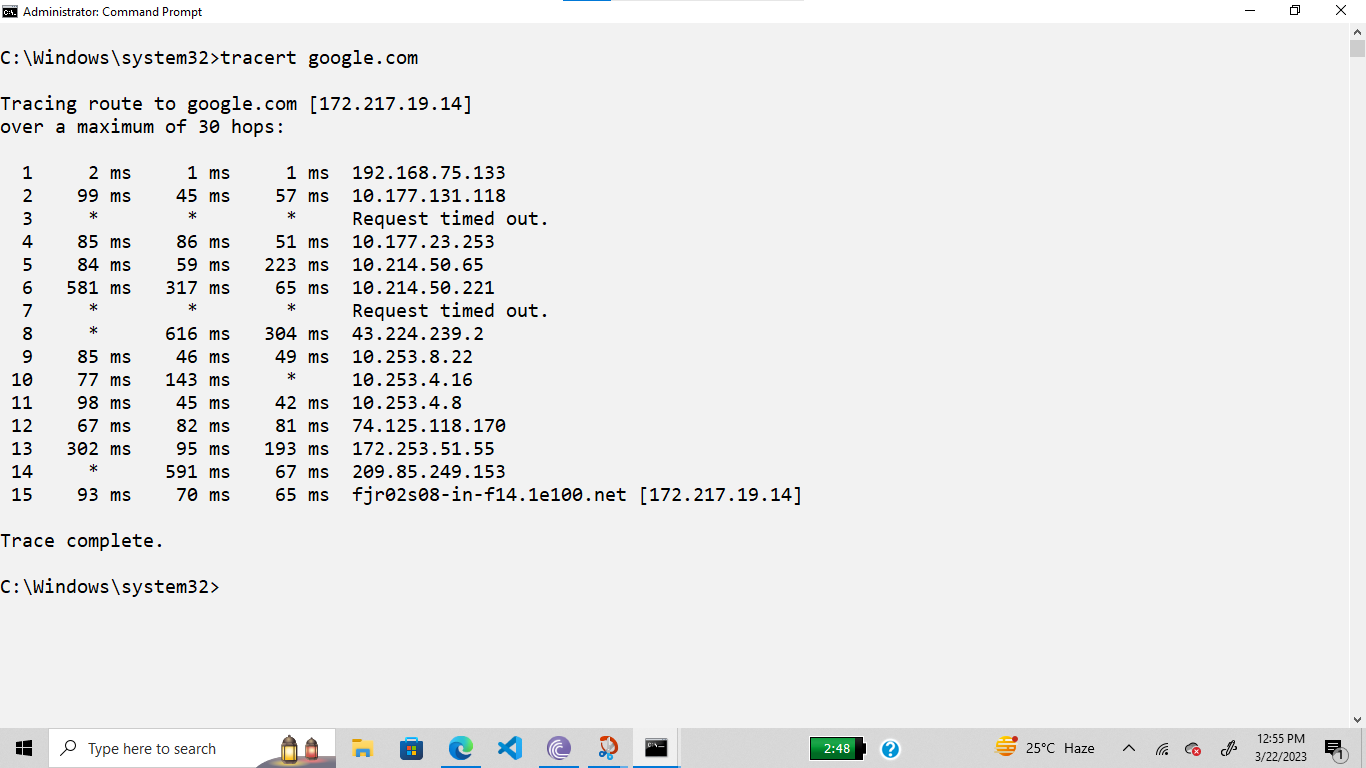 Administrator: Command Prompt
C:\Windows\system32>tracert google.com
Tracing route to google.com [172.217.19.14]
over a maximum of 30 hops:
1 2 ms 1 ms 1 ms 192.168.75.133
2 99 ms 45 ms 57 ms 10.177.131.118
3 * * * Request timed out.
4 85 ms 86 ms 51 ms 10.177.23.253
5 84 ms 59 ms 223 ms 10.214.50.65
6 581 ms 317 ms 65 ms 10.214.50.221
7 * * * Request timed out.
8 * 616 ms 304 ms 43.224.239.2
9 85 ms 46 ms 49 ms 10.253.8.22
10 77 ms 143 ms * 10.253.4.16
11 98 ms 45 ms 42 ms 10.253.4.8
12 67 ms 82 ms 81 ms 74.125.118.170
13 302 ms 95 ms 193 ms 172.253.51.55
14 * 591 ms 67 ms 209.85.249.153
15 93 ms 70 ms 65 ms fjr02s08-in-f14.1e100.net [172.217.19.14]
Trace complete.
C:\Windows\system32>
Type here to search
2:48
25°C Haze
12:55 PM
3/22/2023
1